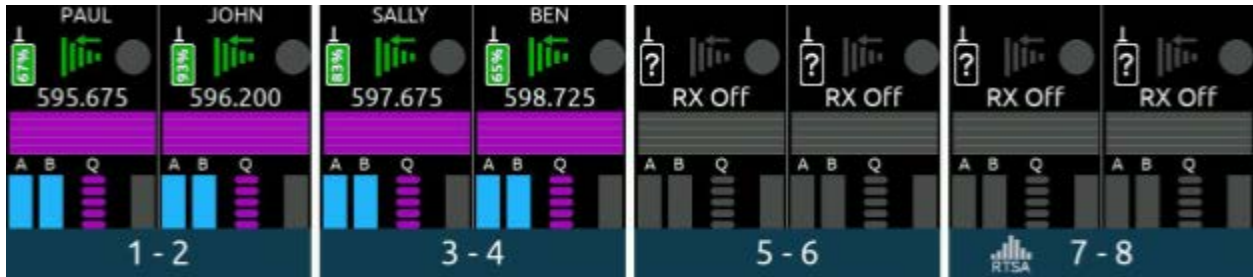 PAUL JOHN SALLY BEN
67% 93% 83% 65% ? ? ? ?
595.675 596.200 597.675 598.725 RX Off RX Off RX Off RX Off
A B Q A B Q A B Q A B Q A B Q A B Q A B Q A B Q
1 - 2 3 - 4 5 - 6 7 - 8
RTSA